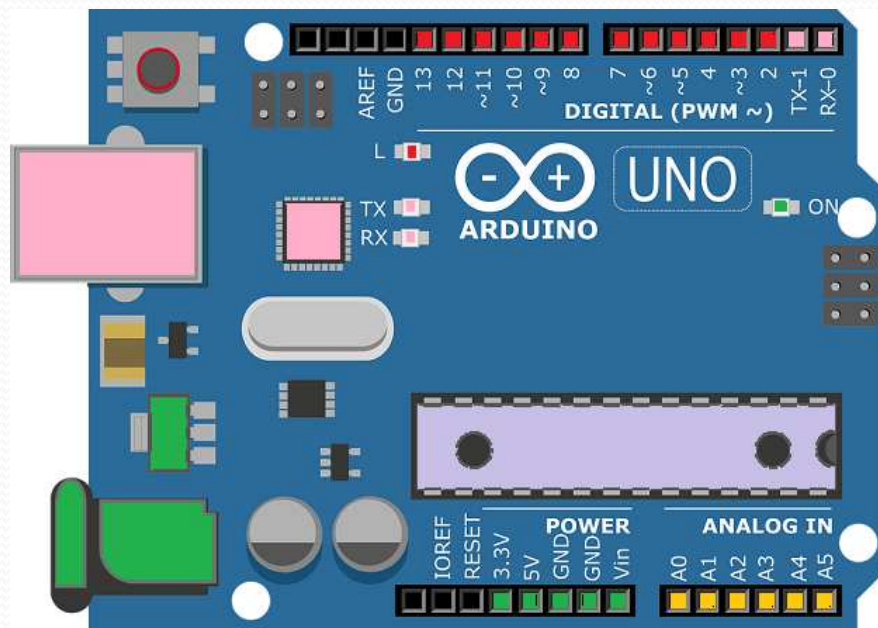 AREF
GND
13
12
~11
~10
~9
8
7
~6
~5
4
~3
2
TX-1
RX-0
DIGITAL (PWM ~)
L
TX
RX
- +
ARDUINO
UNO
ON
POWER
ANALOG IN
IOREF
RESET
3.3V
5V
GND
GND
Vin
A0
A1
A2
A3
A4
A5